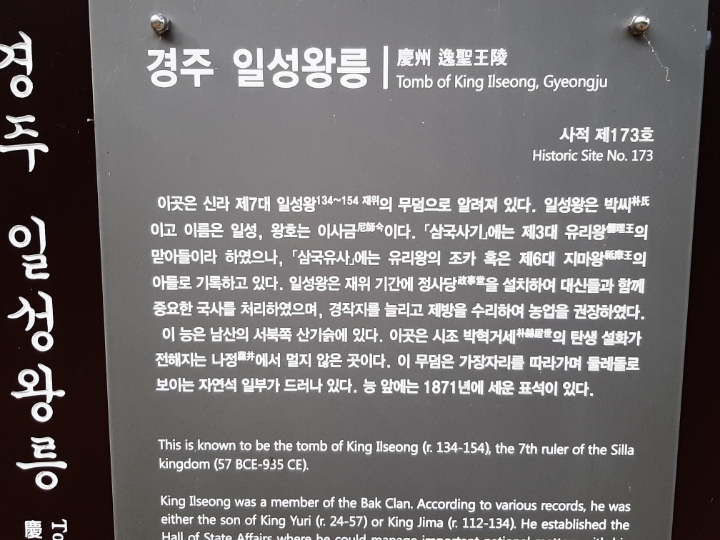 경주 일성왕릉
慶州 逸聖王陵
Tomb of King Ilseong, Gyeongju
사적 제173호
Historic Site No. 173
이곳은 신라 제7대 일성왕134~154 재위의 무덤으로 알려져 있다. 일성왕은 박씨朴氏
이고 이름은 일성, 왕호는 이사금尼師今이다. 「삼국사기」에는 제3대 유리왕儒理王의
맏아들이라 하였으나, 「삼국유사」에는 유리왕의 조카 혹은 제6대 지마왕祗摩王의
아들로 기록하고 있다. 일성왕은 재위 기간에 정사당政事堂을 설치하여 대신들과 함께
중요한 국사를 처리하였으며, 경작지를 늘리고 제방을 수리하여 농업을 권장하였다.
이 능은 남산의 서북쪽 산기슭에 있다. 이곳은 시조 박혁거세朴赫居世의 탄생 설화가
전해지는 나정蘿井에서 멀지 않은 곳이다. 이 무덤은 가장자리를 따라가며 둘레돌로
보이는 자연석 일부가 드러나 있다. 능 앞에는 1871년에 세운 표석이 있다.
This is known to be the tomb of King Ilseong (r. 134-154), the 7th ruler of the Silla
kingdom (57 BCE-935 CE).
King Ilseong was a member of the Bak Clan. According to various records, he was
either the son of King Yuri (r. 24-57) or King Jima (r. 112-134). He established the
Hall of State Affairs where he could manage important national matters with his
경주 일성왕릉
慶
To